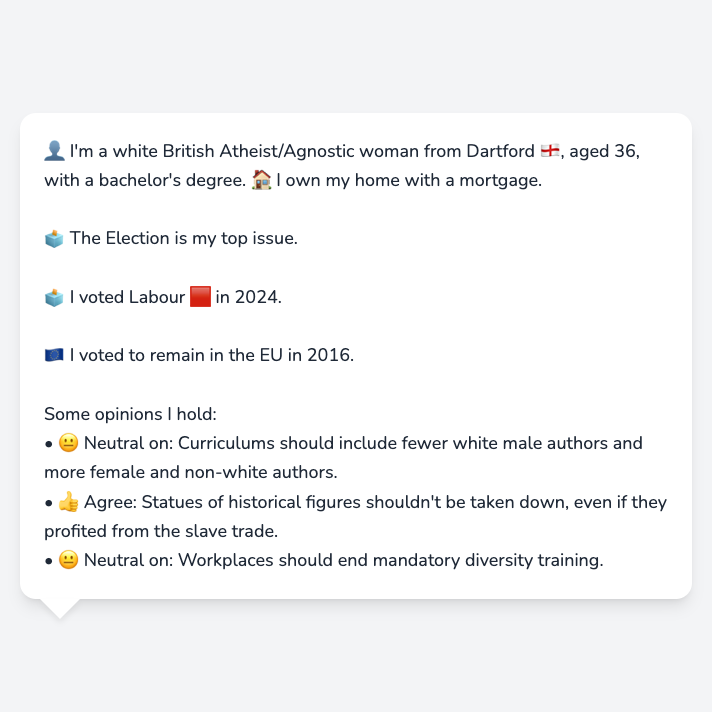 👤 I'm a white British Atheist/Agnostic woman from Dartford 🏴󠁧󠁢󠁥󠁮󠁧󠁿, aged 36,
with a bachelor's degree. 🏠 I own my home with a mortgage.
🗳️ The Election is my top issue.
🗳️ I voted Labour 🟥 in 2024.
🇪🇺 I voted to remain in the EU in 2016.
Some opinions I hold:
• 😐 Neutral on: Curriculums should include fewer white male authors and
more female and non-white authors.
• 👍 Agree: Statues of historical figures shouldn't be taken down, even if they
profited from the slave trade.
• 😐 Neutral on: Workplaces should end mandatory diversity training.